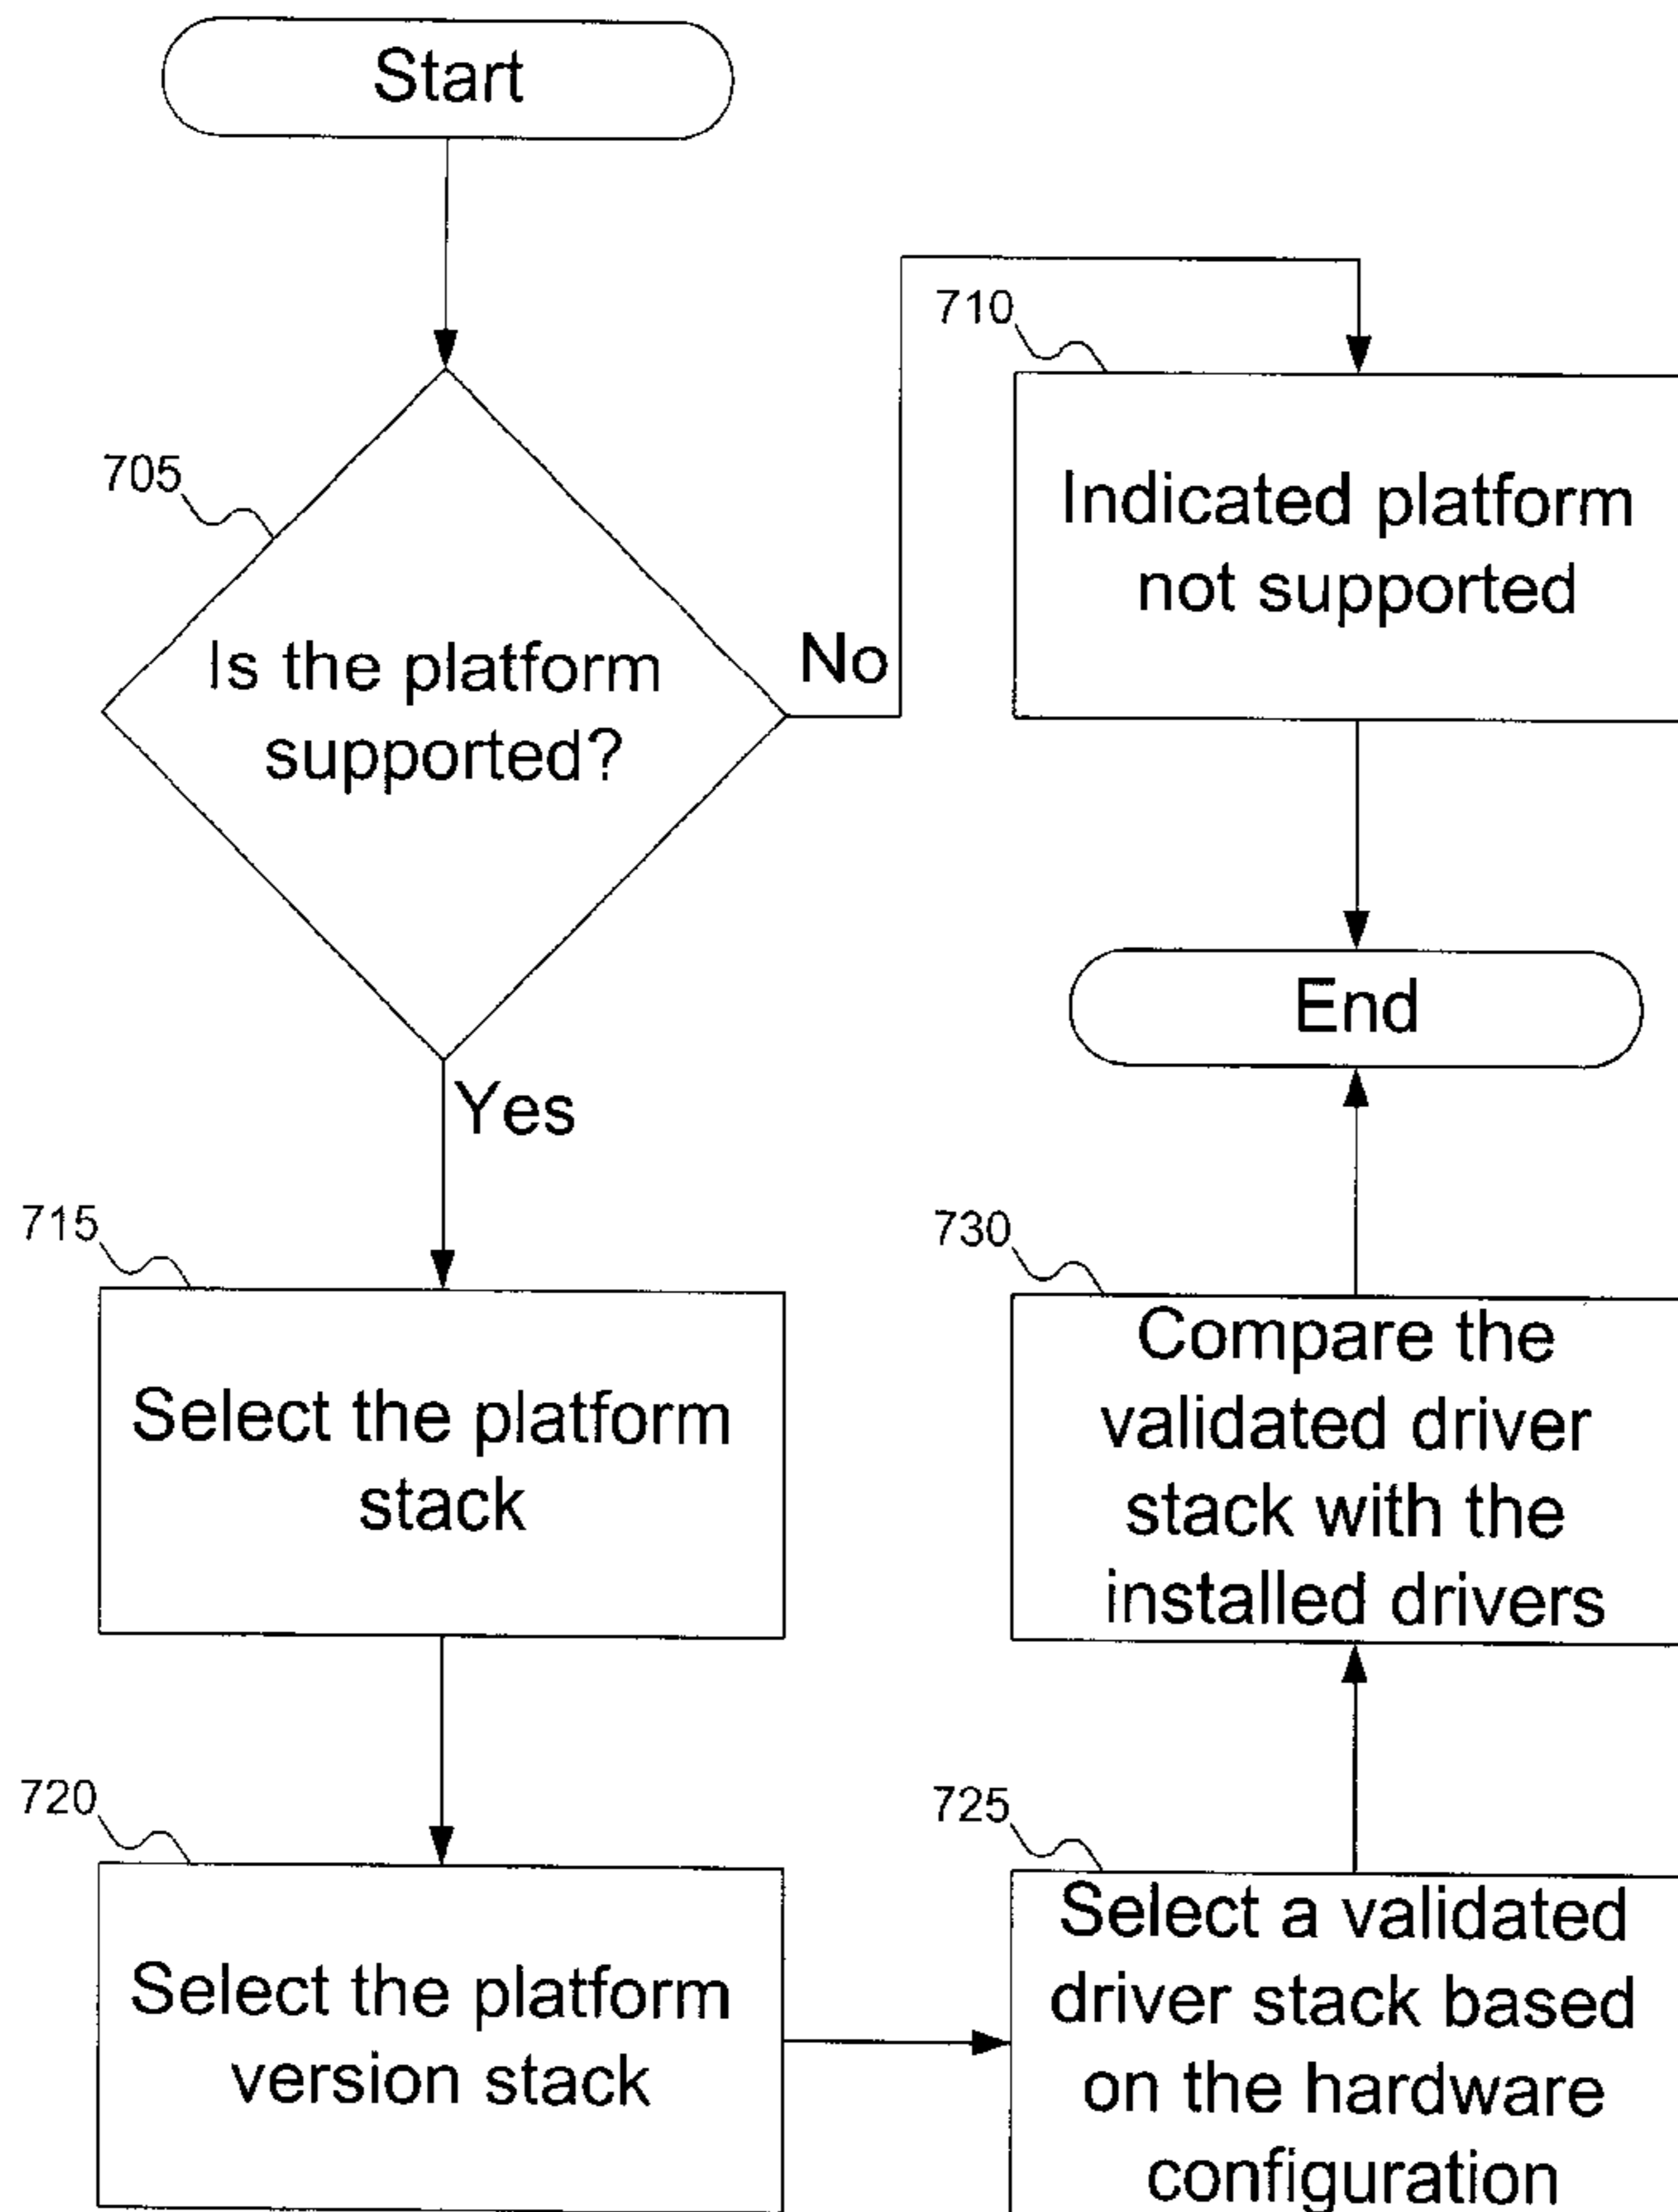 Start
705
Is the platform
supported?
No
Yes
710
Indicated platform
not supported
End
715
Select the platform
stack
720
Select the platform
version stack
725
Select a validated
driver stack based
on the hardware
configuration
730
Compare the
validated driver
stack with the
installed drivers